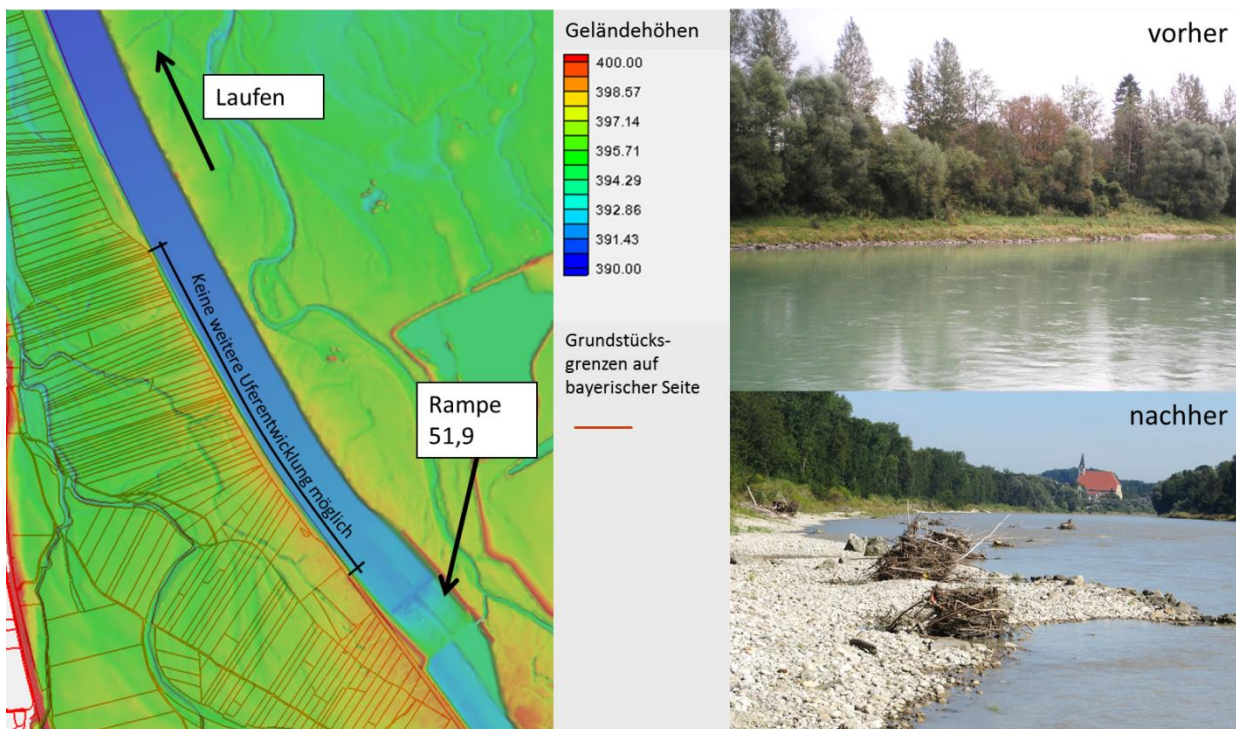 Laufen
Keine weitere Uferentwicklung möglich
Rampe
51,9
Geländehöhen
400.00
398.57
397.14
395.71
394.29
392.86
391.43
390.00
Grundstücks-
grenzen auf
bayerischer Seite
vorher
nachher